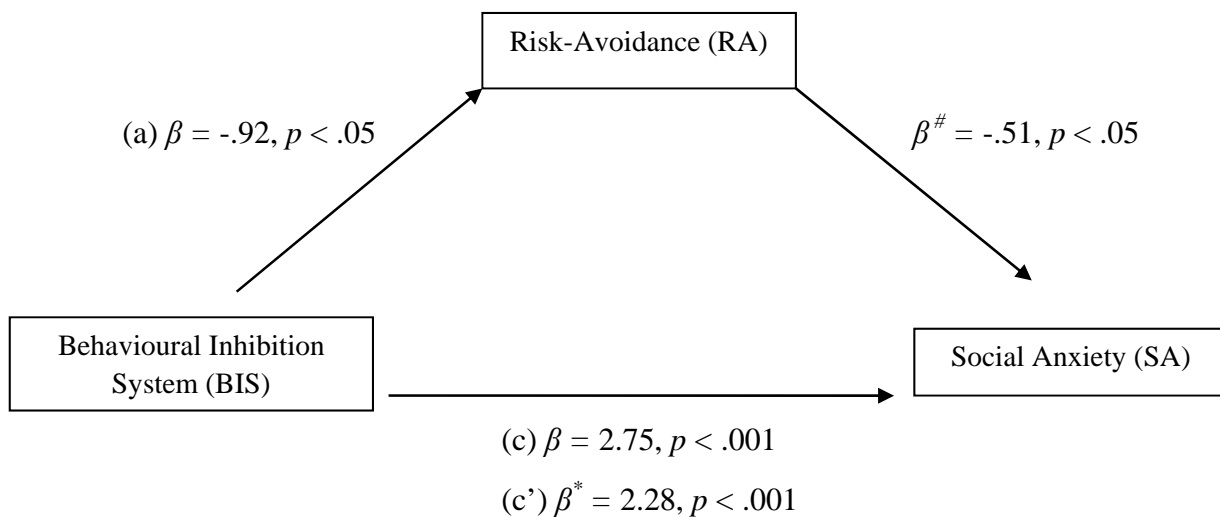 Risk-Avoidance (RA)
(a) β = -.92, p < .05
β# = -.51, p < .05
Behavioural Inhibition
System (BIS)
Social Anxiety (SA)
(c) β = 2.75, p < .001
(c’) β* = 2.28, p < .001